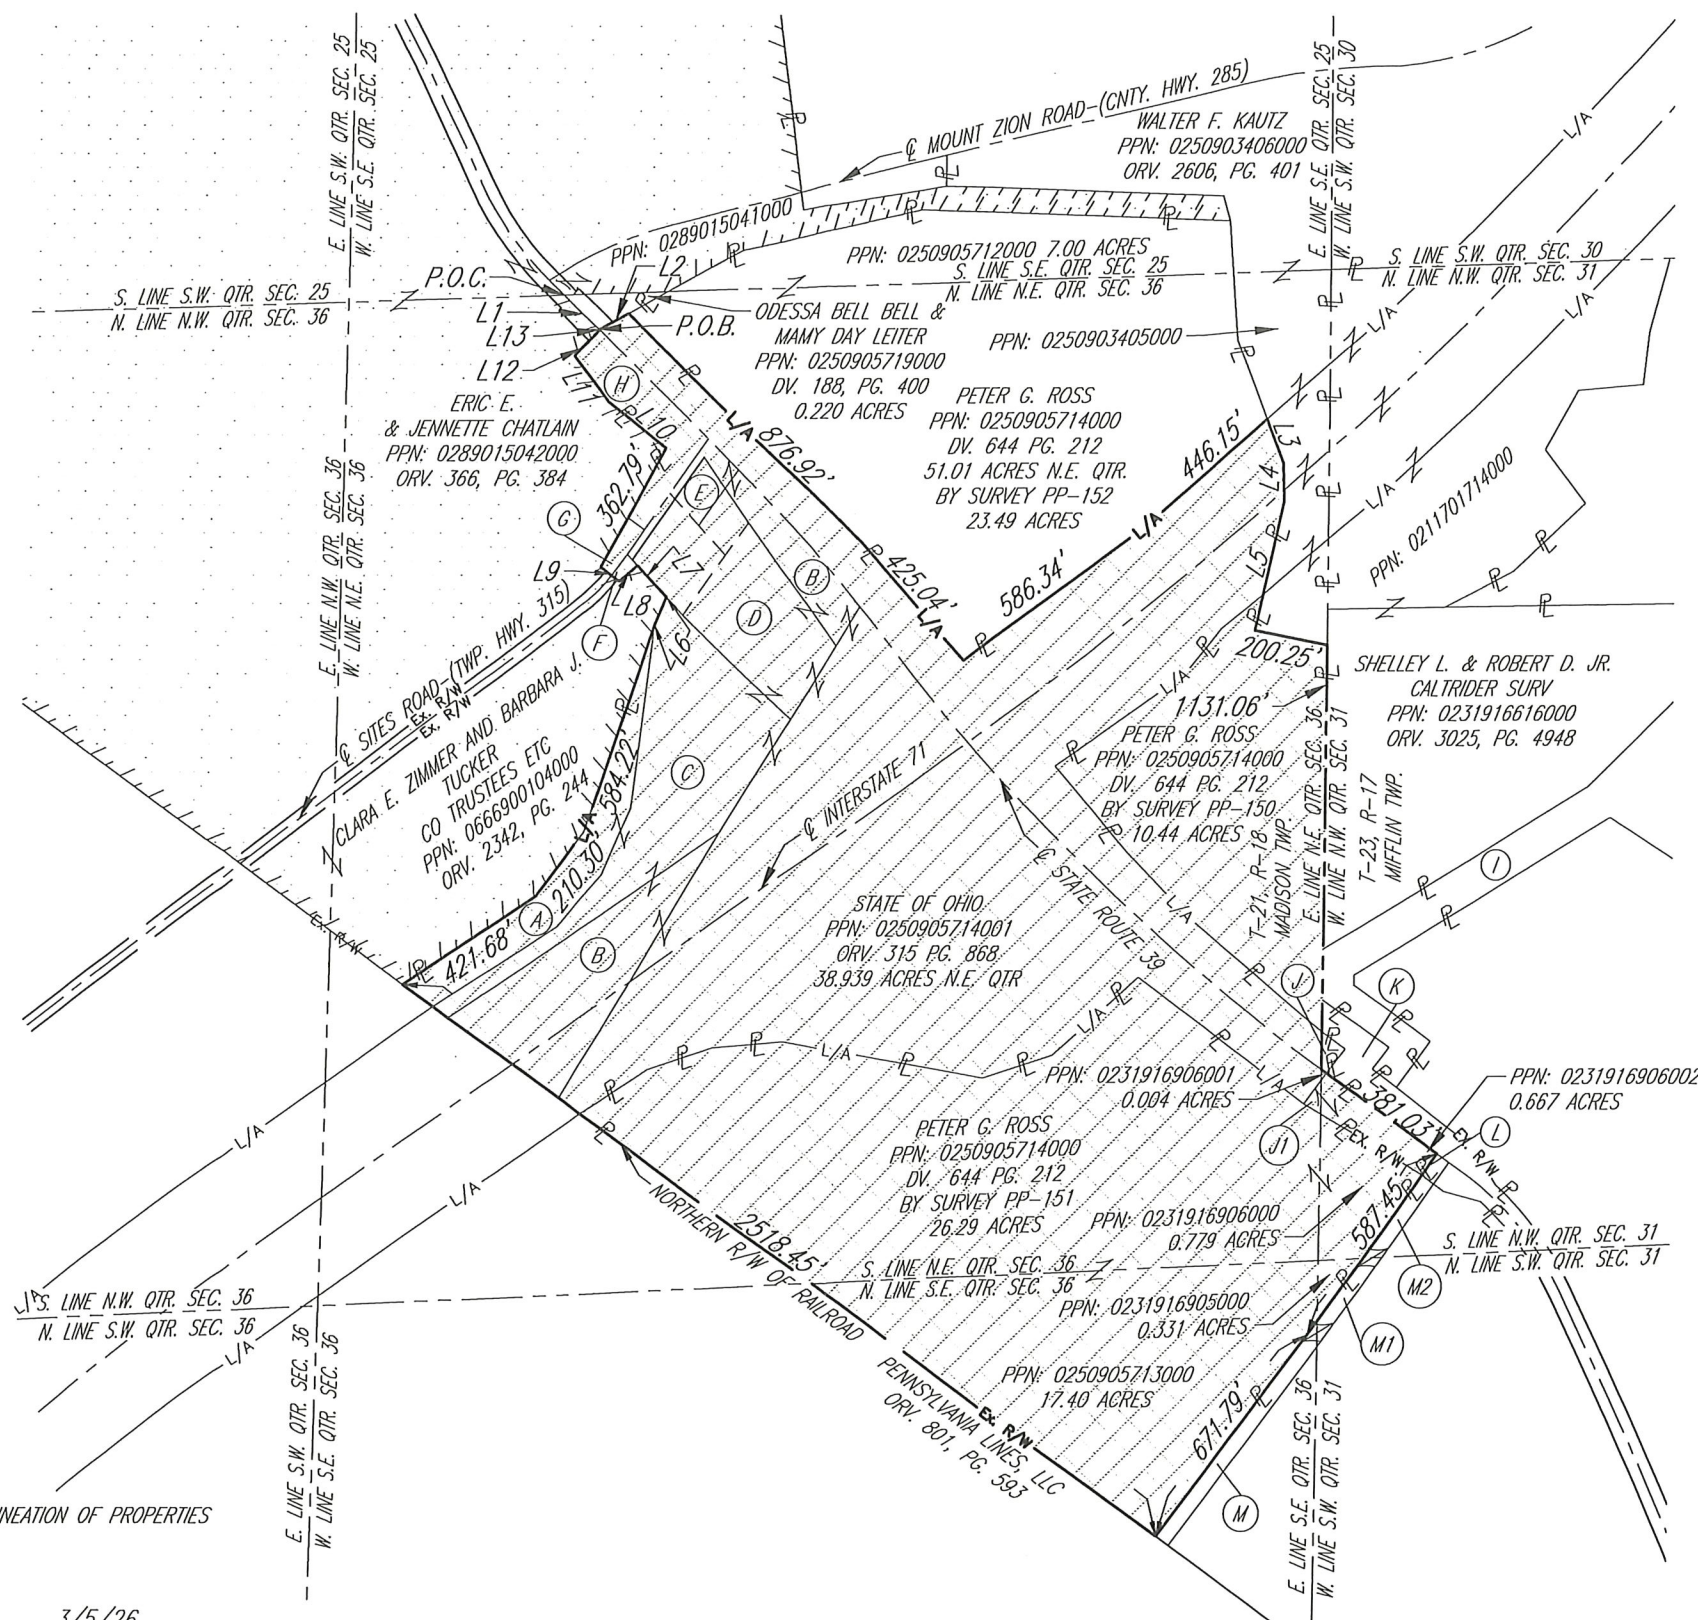 E. LINE S.W. QTR. SEC. 25
W. LINE S.E. QTR. SEC. 25
E. LINE S.E. QTR. SEC. 25
W. LINE S.W. QTR. SEC. 30
℄ MOUNT ZION ROAD-(CNTY. HWY. 285)
WALTER F. KAUTZ
PPN: 0250903406000
ORV. 2606, PG. 401
L/A
PPN: 0289015041000
PPN: 0250905712000 7.00 ACRES
S. LINE S.E. QTR. SEC. 25
N. LINE N.E. QTR. SEC. 36
S. LINE S.W. QTR. SEC. 30
N. LINE N.W. QTR. SEC. 31
S. LINE S.W. QTR. SEC. 25
N. LINE N.W. QTR. SEC. 36
P.O.C.
L2
L1
L13
P.O.B.
L12
L11
H
L10
ODESSA BELL BELL &
MAMY DAY LEITER
PPN: 0250905719000
DV. 188, PG. 400
0.220 ACRES
PPN: 0250903405000
L/A
L/A
ERIC E.
& JENNETTE CHATLAIN
PPN: 0289015042000
ORV. 366, PG. 384
PETER G. ROSS
PPN: 0250905714000
DV. 644 PG. 212
51.01 ACRES N.E. QTR.
BY SURVEY PP-152
23.49 ACRES
L/A
876.92'
446.15'
L3
L4
L5
L/A
L/A
PPN: 0211701714000
E. LINE N.W. QTR. SEC. 36
W. LINE N.E. QTR. SEC. 36
362.79'
G
E
B
D
L9
L7
L8
F
L6
425.04'
L/A
586.34'
200.25'
1131.06'
L/A
SHELLEY L. & ROBERT D. JR.
CALTRIDER SURV
PPN: 0231916616000
ORV. 3025, PG. 4948
℄ SITES ROAD-(TWP. HWY. 315)
EX. R/W
EX. R/W
CLARA E. ZIMMER AND BARBARA J.
TUCKER
CO TRUSTEES ETC
PPN: 0666900104000
ORV. 2342, PG. 244
584.22'
L/A
210.30'
C
℄ INTERSTATE 71
PETER G. ROSS
PPN: 0250905714000
DV. 644 PG. 212
BY SURVEY PP-150
10.44 ACRES
T-21, R-18
MADISON TWP.
E. LINE N.E. QTR. SEC. 36
W. LINE N.W. QTR. SEC. 31
T-23, R-17
MIFFLIN TWP.
I
EX. R/W
421.68'
A
B
STATE OF OHIO
PPN: 0250905714001
ORV. 315 PG. 868
38.939 ACRES N.E. QTR
℄ STATE ROUTE 39
L/A
J
K
L/A
L/A
L/A
PPN: 0231916906001
0.004 ACRES
L/A
381.03'
PPN: 0231916906002
0.667 ACRES
J1
EX. R/W
EX. R/W
L
L/A
L/A
PETER G. ROSS
PPN: 0250905714000
DV. 644 PG. 212
BY SURVEY PP-151
26.29 ACRES
PPN: 0231916906000
0.779 ACRES
587.45'
2518.45'
NORTHERN R/W OF RAILROAD
S. LINE N.E. QTR. SEC. 36
N. LINE S.E. QTR. SEC. 36
S. LINE N.W. QTR. SEC. 31
N. LINE S.W. QTR. SEC. 31
M2
L/A
S. LINE N.W. QTR. SEC. 36
N. LINE S.W. QTR. SEC. 36
L/A
PPN: 0231916905000
0.331 ACRES
M1
PPN: 0250905713000
17.40 ACRES
PENNSYLVANIA LINES, LLC
ORV. 801, PG. 593
EX. R/W
671.79'
M
E. LINE S.W. QTR. SEC. 36
W. LINE S.E. QTR. SEC. 36
E. LINE S.E. QTR. SEC. 36
W. LINE S.W. QTR. SEC. 31
NEATION OF PROPERTIES
3/5/26